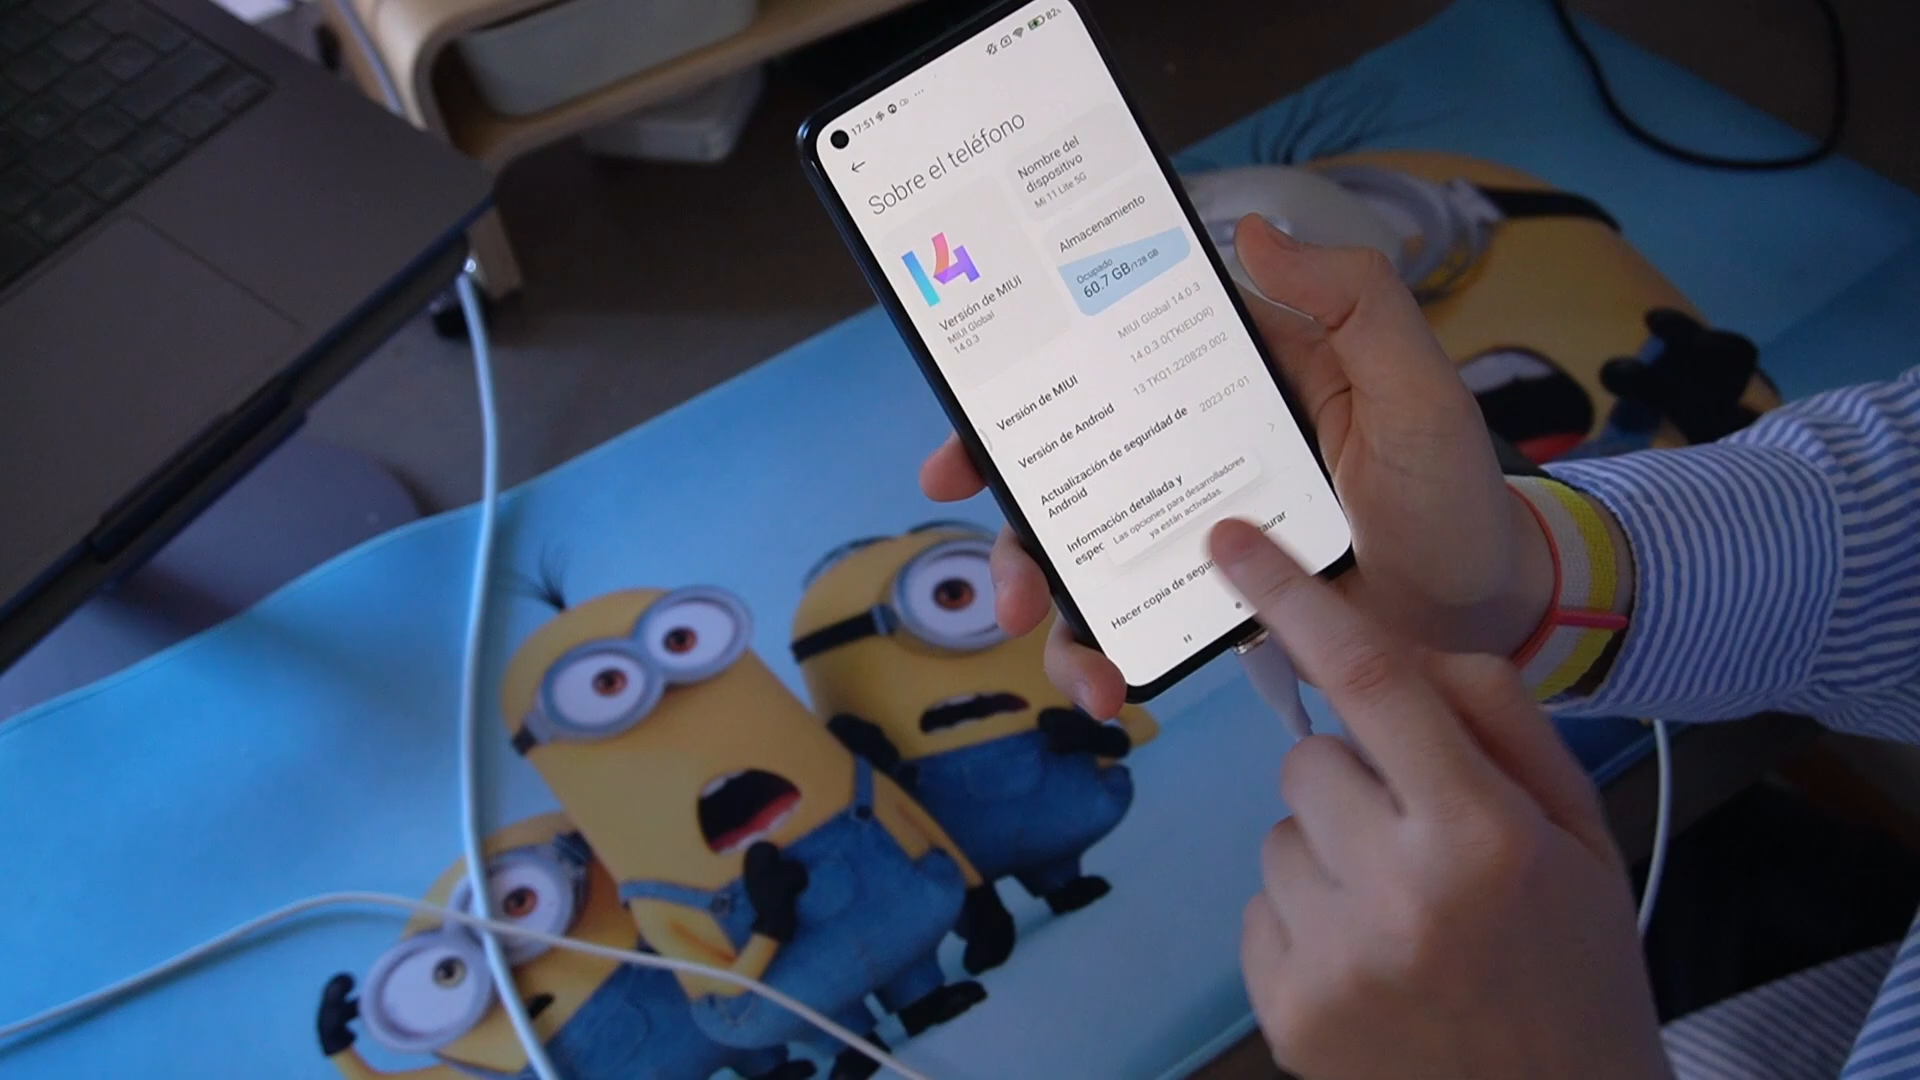 17:51
82%
Sobre el teléfono
14
Versión de MIUI
MIUI Global
14.0.3
Nombre del
dispositivo
Mi 11 Lite 5G
Almacenamiento
Ocupado
60.7 GB/128 GB
Versión de MIUI
MIUI Global 14.0.3
14.0.3.0(TKIEUOR)
Versión de Android
13 TKQ1.220829.002
Actualización de seguridad de
Android
2023-07-01
Información detallada y
espec
Las opciones para desarrolladores
ya están activadas.
Hacer copia de segur
taurar